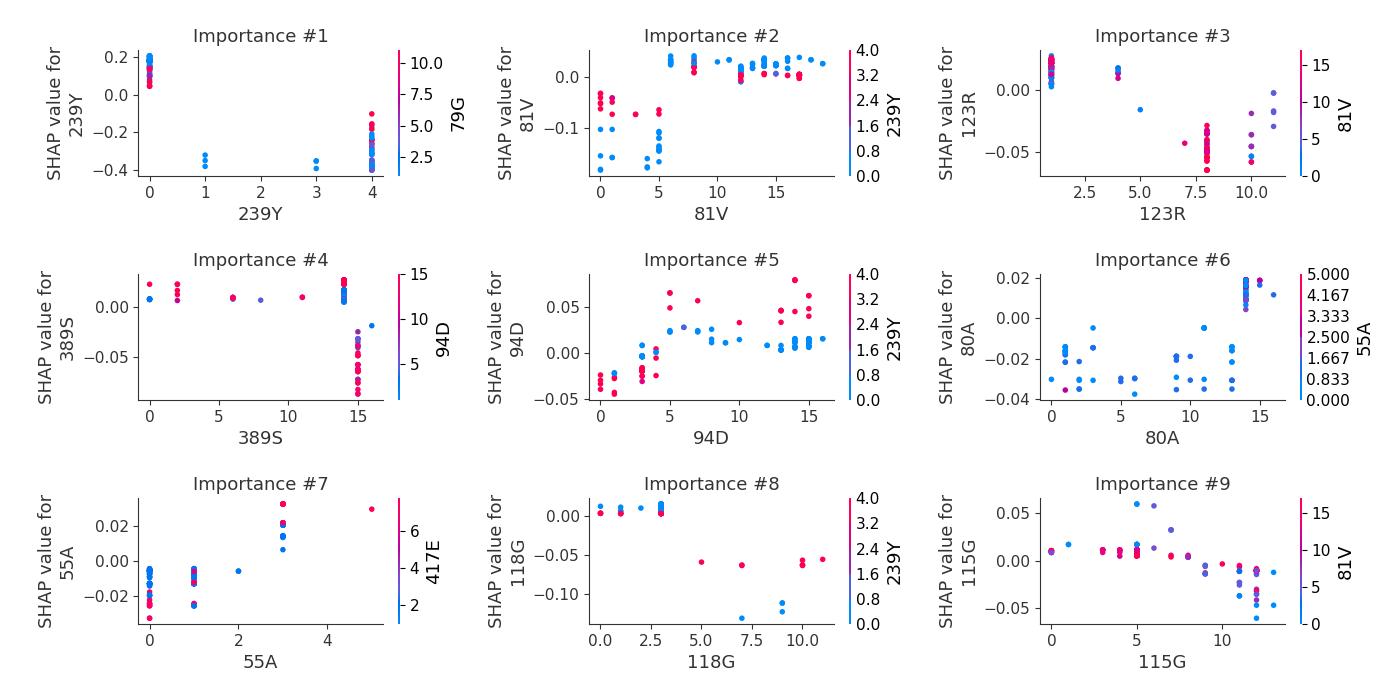 Importance #1
SHAP value for
239Y
0.2
0.0
−0.2
−0.4
0
1
2
3
4
239Y
10.0
7.5
5.0
2.5
79G
Importance #2
SHAP value for
81V
0.0
−0.1
0
5
10
15
81V
4.0
3.2
2.4
1.6
0.8
0.0
239Y
Importance #3
SHAP value for
123R
0.00
−0.05
2.5
5.0
7.5
10.0
123R
15
10
5
0
81V
Importance #4
SHAP value for
389S
0.00
−0.05
0
5
10
15
389S
15
10
5
94D
Importance #5
SHAP value for
94D
0.05
0.00
−0.05
0
5
10
15
94D
4.0
3.2
2.4
1.6
0.8
0.0
239Y
Importance #6
SHAP value for
80A
0.02
0.00
−0.02
−0.04
0
5
10
15
80A
5.000
4.167
3.333
2.500
1.667
0.833
0.000
55A
Importance #7
SHAP value for
55A
0.02
0.00
−0.02
0
2
4
55A
6
4
2
417E
Importance #8
SHAP value for
118G
0.00
−0.05
−0.10
0.0
2.5
5.0
7.5
10.0
118G
4.0
3.2
2.4
1.6
0.8
0.0
239Y
Importance #9
SHAP value for
115G
0.05
0.00
−0.05
0
5
10
115G
15
10
5
0
81V